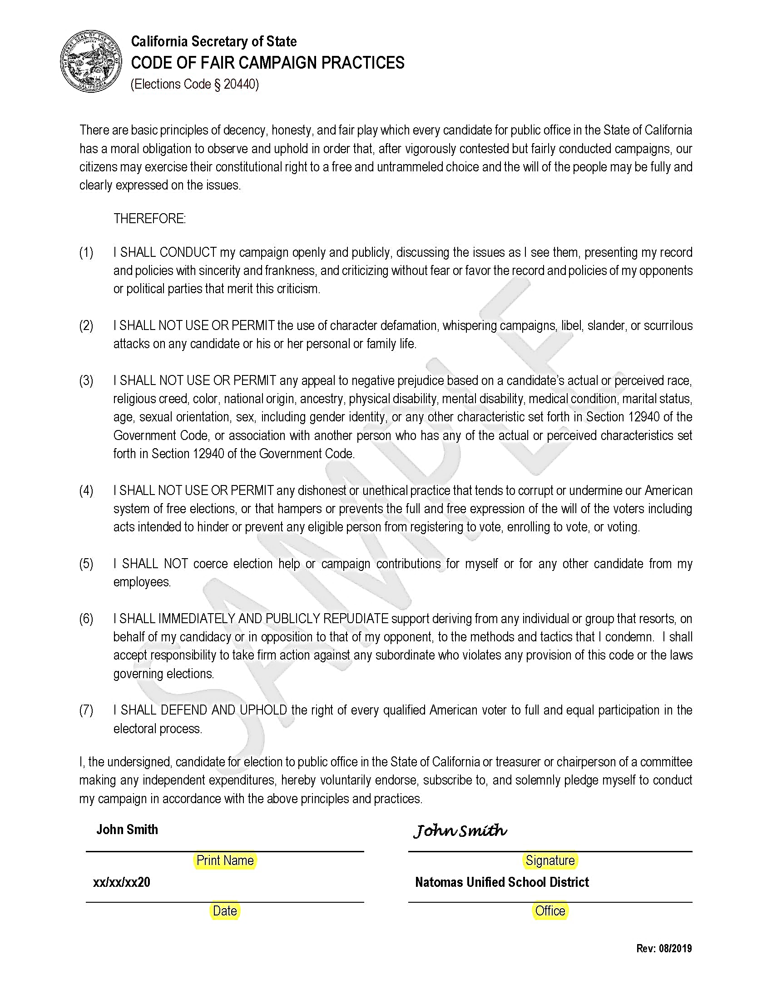 THE GREAT SEAL OF THE STATE OF CALIFORNIA
EUREKA
California Secretary of State
CODE OF FAIR CAMPAIGN PRACTICES
(Elections Code § 20440)
There are basic principles of decency, honesty, and fair play which every candidate for public office in the State of California
has a moral obligation to observe and uphold in order that, after vigorously contested but fairly conducted campaigns, our
citizens may exercise their constitutional right to a free and untrammeled choice and the will of the people may be fully and
clearly expressed on the issues.
THEREFORE:
(1) I SHALL CONDUCT my campaign openly and publicly, discussing the issues as I see them, presenting my record
and policies with sincerity and frankness, and criticizing without fear or favor the record and policies of my opponents
or political parties that merit this criticism.
(2) I SHALL NOT USE OR PERMIT the use of character defamation, whispering campaigns, libel, slander, or scurrilous
attacks on any candidate or his or her personal or family life.
(3) I SHALL NOT USE OR PERMIT any appeal to negative prejudice based on a candidate's actual or perceived race,
religious creed, color, national origin, ancestry, physical disability, mental disability, medical condition, marital status,
age, sexual orientation, sex, including gender identity, or any other characteristic set forth in Section 12940 of the
Government Code, or association with another person who has any of the actual or perceived characteristics set
forth in Section 12940 of the Government Code.
(4) I SHALL NOT USE OR PERMIT any dishonest or unethical practice that tends to corrupt or undermine our American
system of free elections, or that hampers or prevents the full and free expression of the will of the voters including
acts intended to hinder or prevent any eligible person from registering to vote, enrolling to vote, or voting.
(5) I SHALL NOT coerce election help or campaign contributions for myself or for any other candidate from my
employees.
(6) I SHALL IMMEDIATELY AND PUBLICLY REPUDIATE support deriving from any individual or group that resorts, on
behalf of my candidacy or in opposition to that of my opponent, to the methods and tactics that I condemn. I shall
accept responsibility to take firm action against any subordinate who violates any provision of this code or the laws
governing elections.
(7) I SHALL DEFEND AND UPHOLD the right of every qualified American voter to full and equal participation in the
electoral process.
SAMPLE
I, the undersigned, candidate for election to public office in the State of California or treasurer or chairperson of a committee
making any independent expenditures, hereby voluntarily endorse, subscribe to, and solemnly pledge myself to conduct
my campaign in accordance with the above principles and practices.
John Smith John Smith
Print Name Signature
xx/xx/xx20 Natomas Unified School District
Date Office
Rev: 08/2019